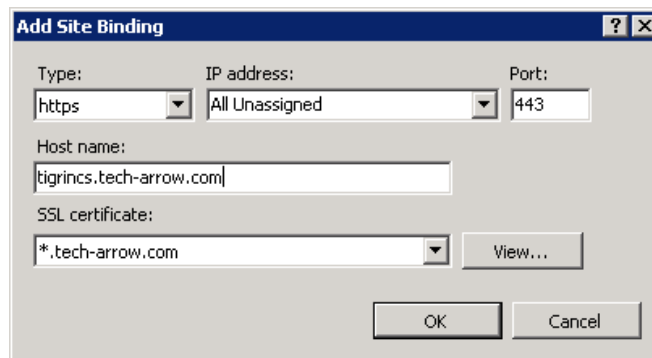 Add Site Binding
Type: IP address: Port:
https All Unassigned 443
Host name:
tigrincs.tech-arrow.com
SSL certificate:
*.tech-arrow.com View...
OK Cancel